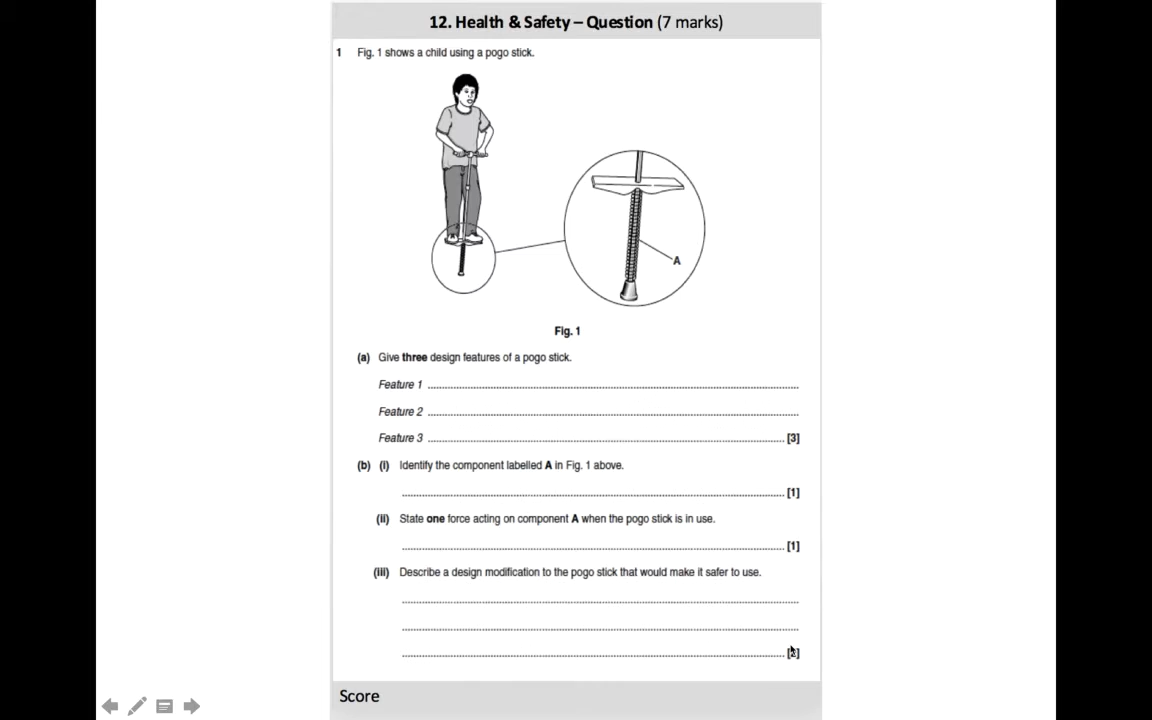 12. Health & Safety – Question (7 marks)
1 Fig. 1 shows a child using a pogo stick.
A
Fig. 1
(a) Give three design features of a pogo stick.
Feature 1 ........................................
Feature 2 ........................................
Feature 3 ........................................ [3]
(b) (i) Identify the component labelled A in Fig. 1 above.
........................................ [1]
(ii) State one force acting on component A when the pogo stick is in use.
........................................ [1]
(iii) Describe a design modification to the pogo stick that would make it safer to use.
........................................
........................................
........................................ [2]
Score